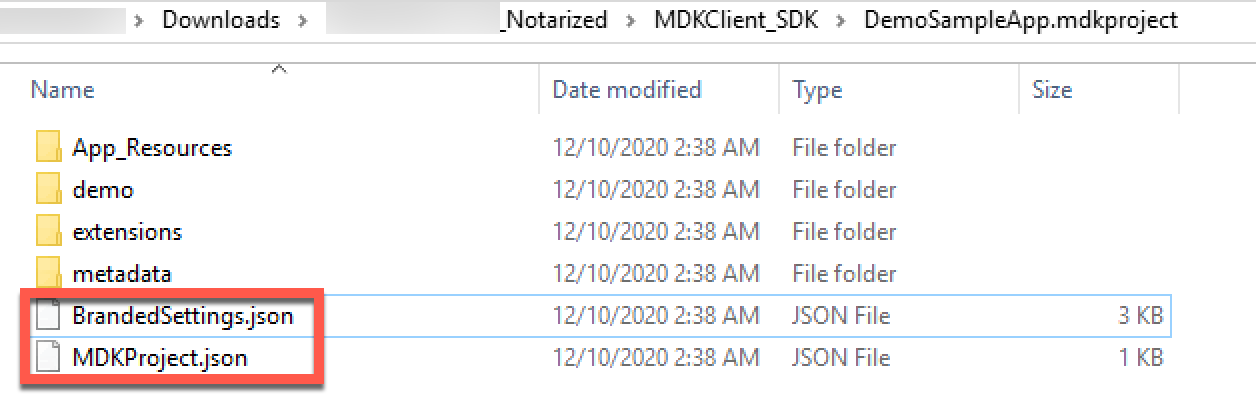 > Downloads > _Notarized > MDKClient_SDK > DemoSampleApp.mdkproject
Name Date modified Type Size
App_Resources 12/10/2020 2:38 AM File folder
demo 12/10/2020 2:38 AM File folder
extensions 12/10/2020 2:38 AM File folder
metadata 12/10/2020 2:38 AM File folder
BrandedSettings.json 12/10/2020 2:38 AM JSON File 3 KB
MDKProject.json 12/10/2020 2:38 AM JSON File 1 KB